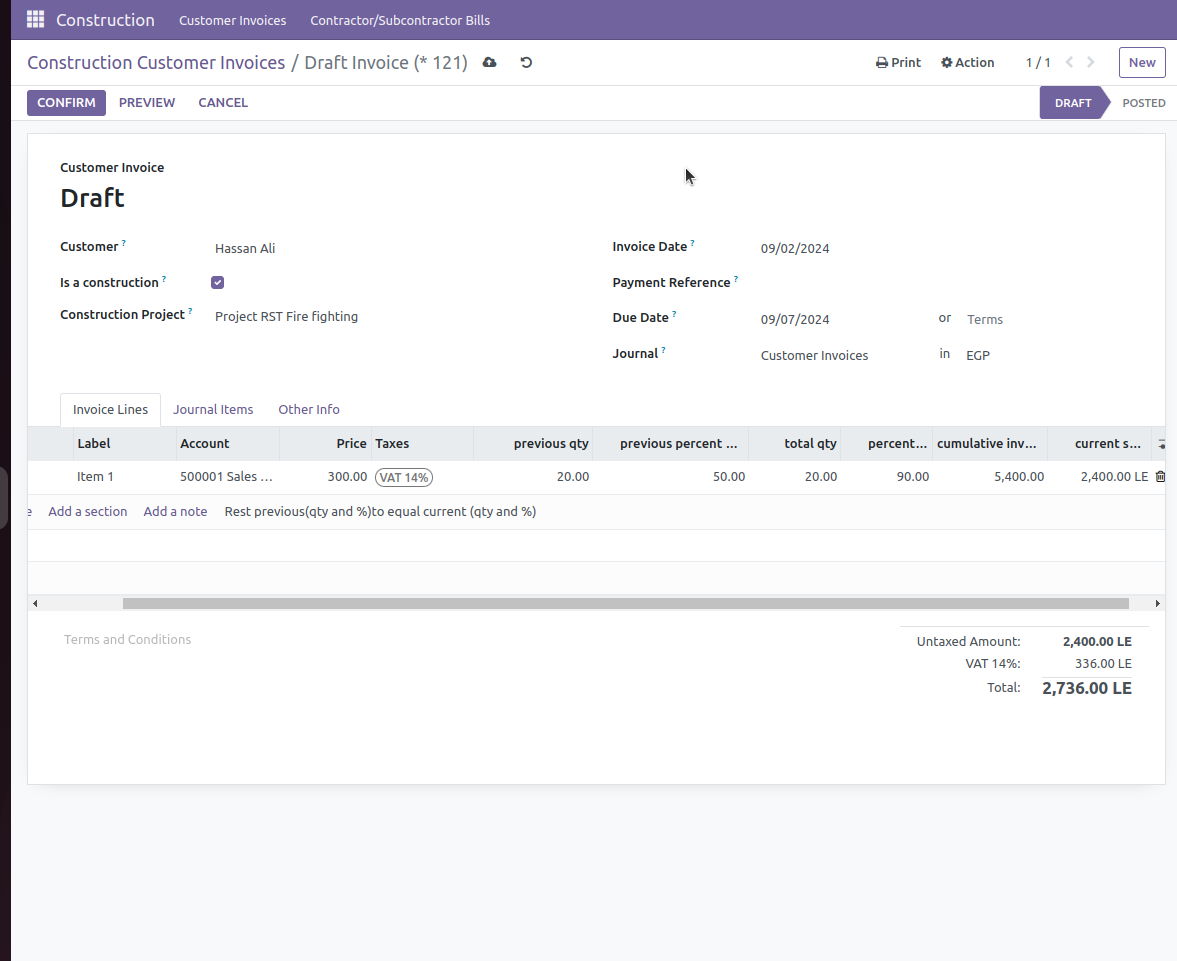 Construction Customer Invoices Contractor/Subcontractor Bills
Construction Customer Invoices / Draft Invoice (* 121) Print Action 1 / 1 New
CONFIRM PREVIEW CANCEL DRAFT POSTED
Customer Invoice
Draft
Customer ? Hassan Ali Invoice Date ? 09/02/2024
Is a construction ? Payment Reference ?
Construction Project ? Project RST Fire fighting Due Date ? 09/07/2024 or Terms
Journal ? Customer Invoices in EGP
Invoice Lines Journal Items Other Info
Label Account Price Taxes previous qty previous percent ... total qty percent... cumulative inv... current s...
Item 1 500001 Sales ... 300.00 VAT 14% 20.00 50.00 20.00 90.00 5,400.00 2,400.00 LE
e Add a section Add a note Rest previous(qty and %)to equal current (qty and %)
Terms and Conditions
Untaxed Amount: 2,400.00 LE
VAT 14%: 336.00 LE
Total: 2,736.00 LE